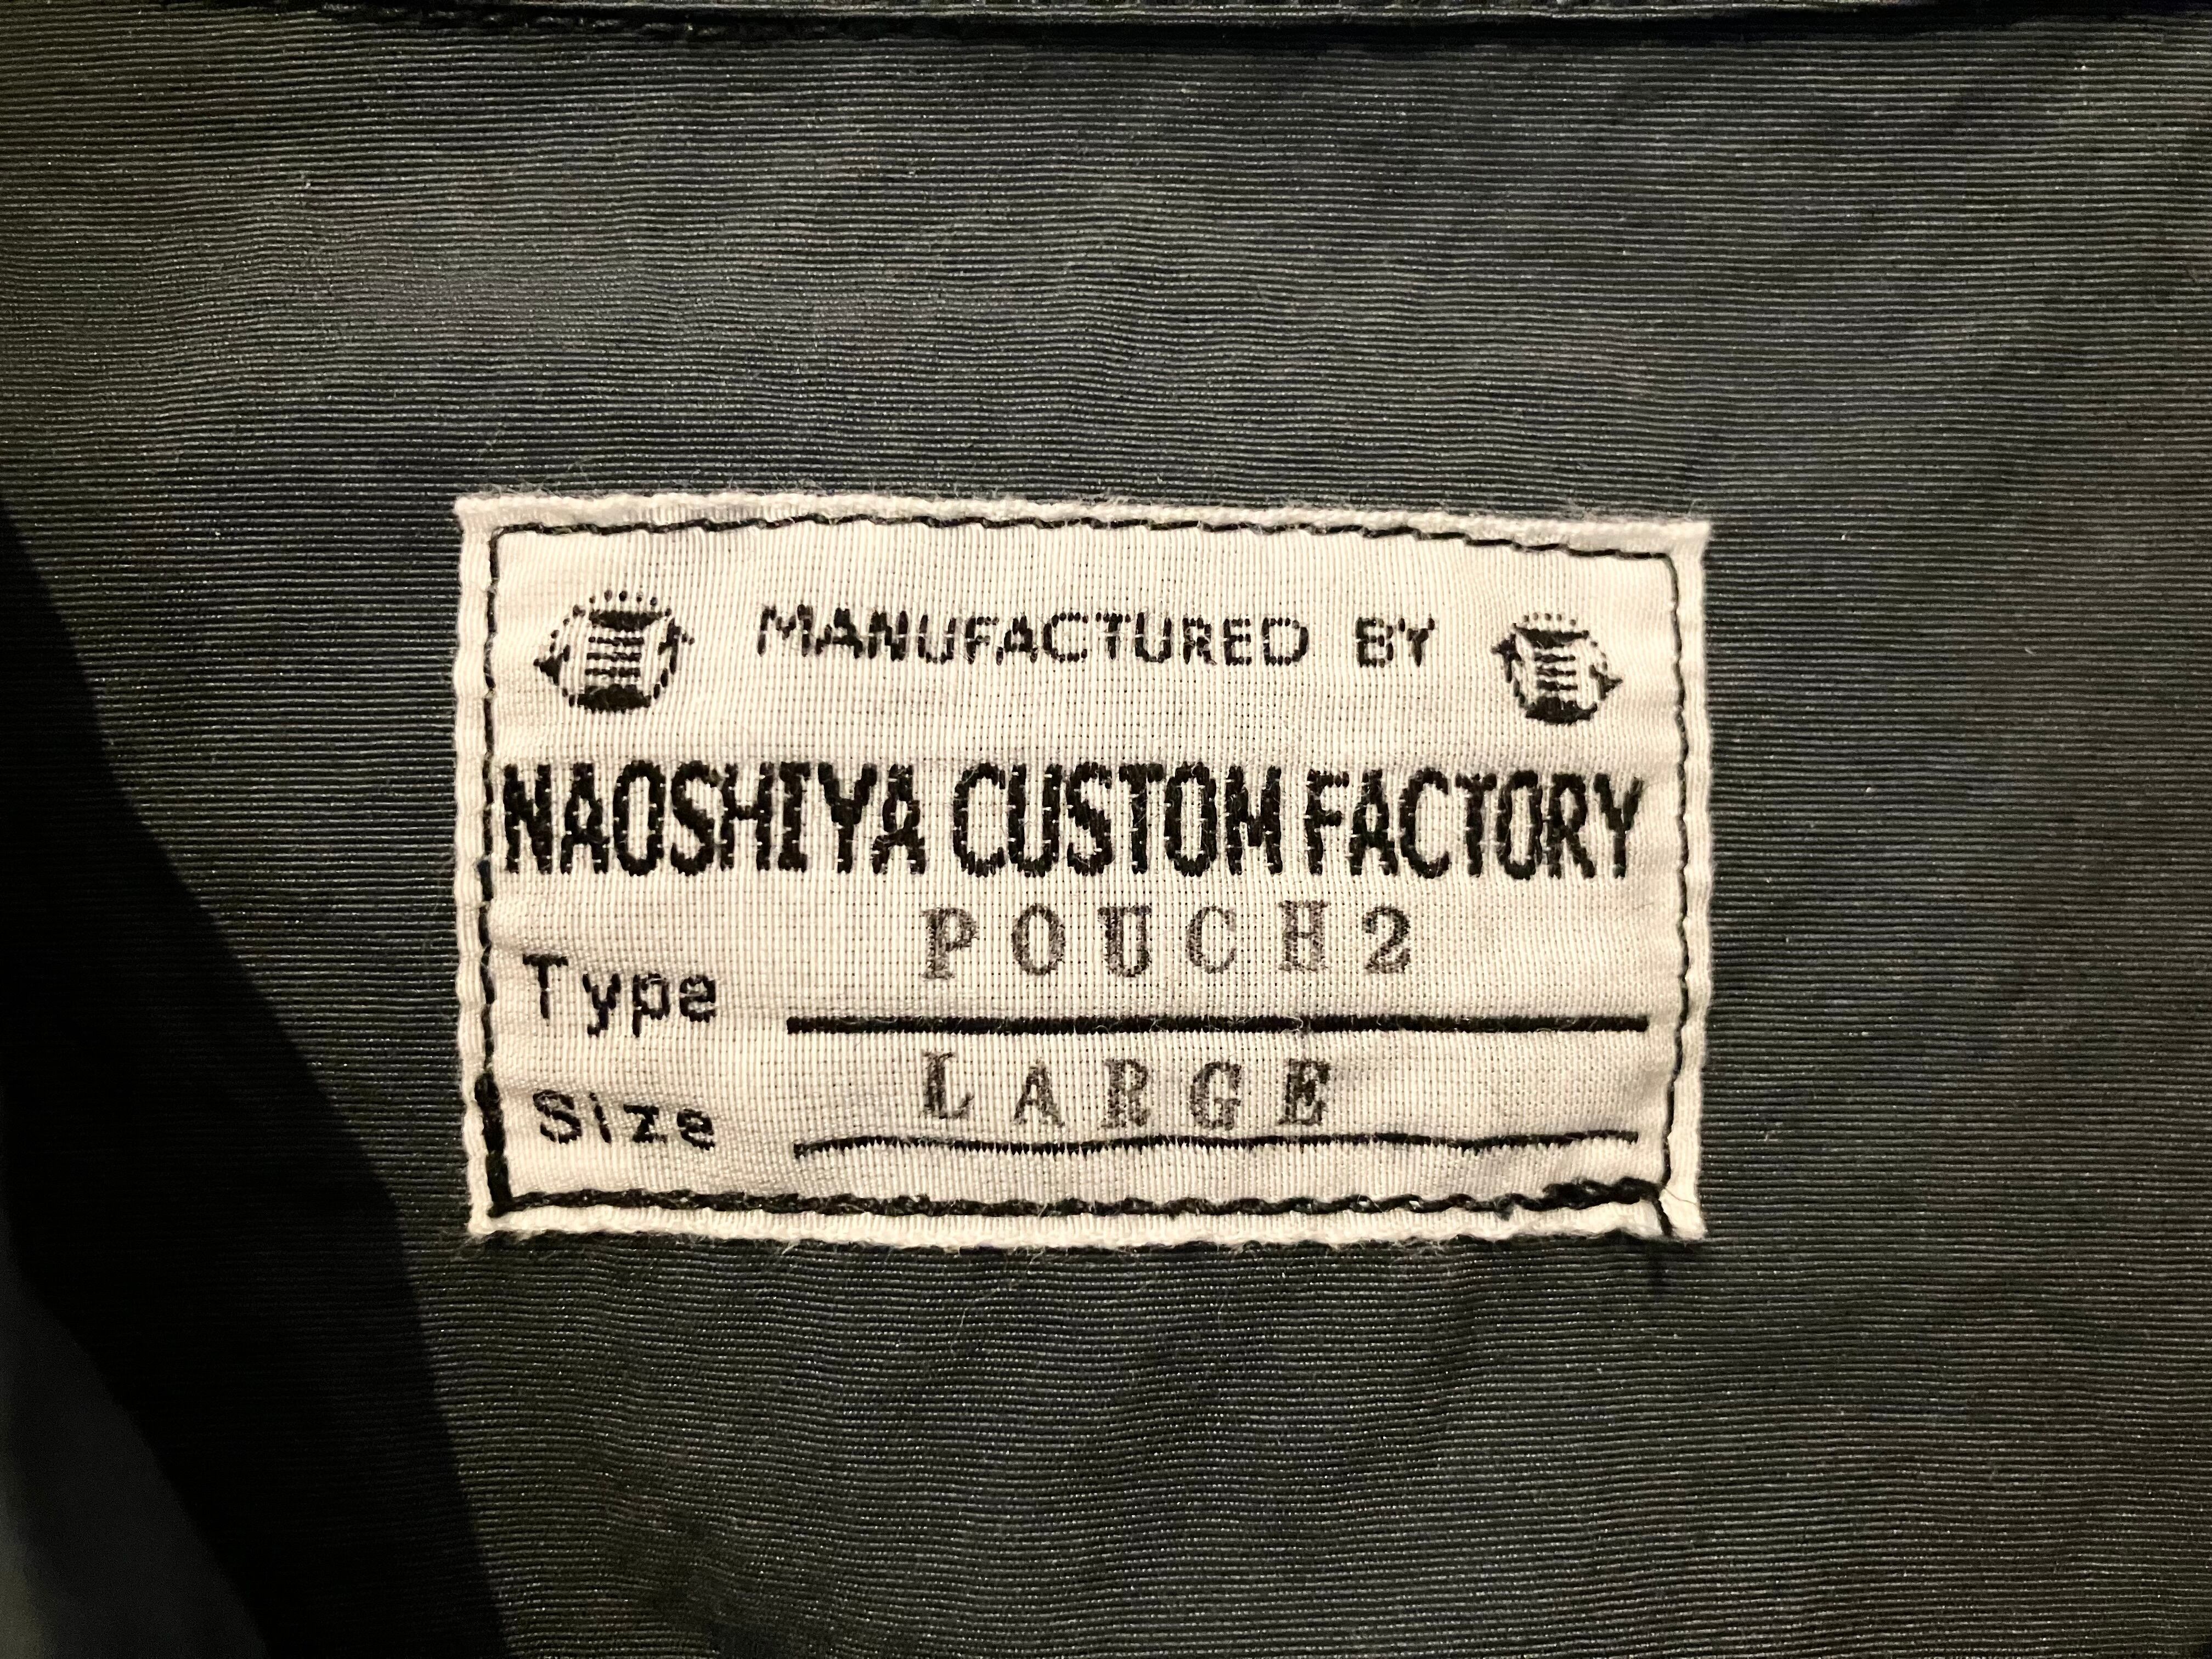 MANUFACTURED BY
NAOSHIYA CUSTOM FACTORY
Type POUCH2
Size LARGE